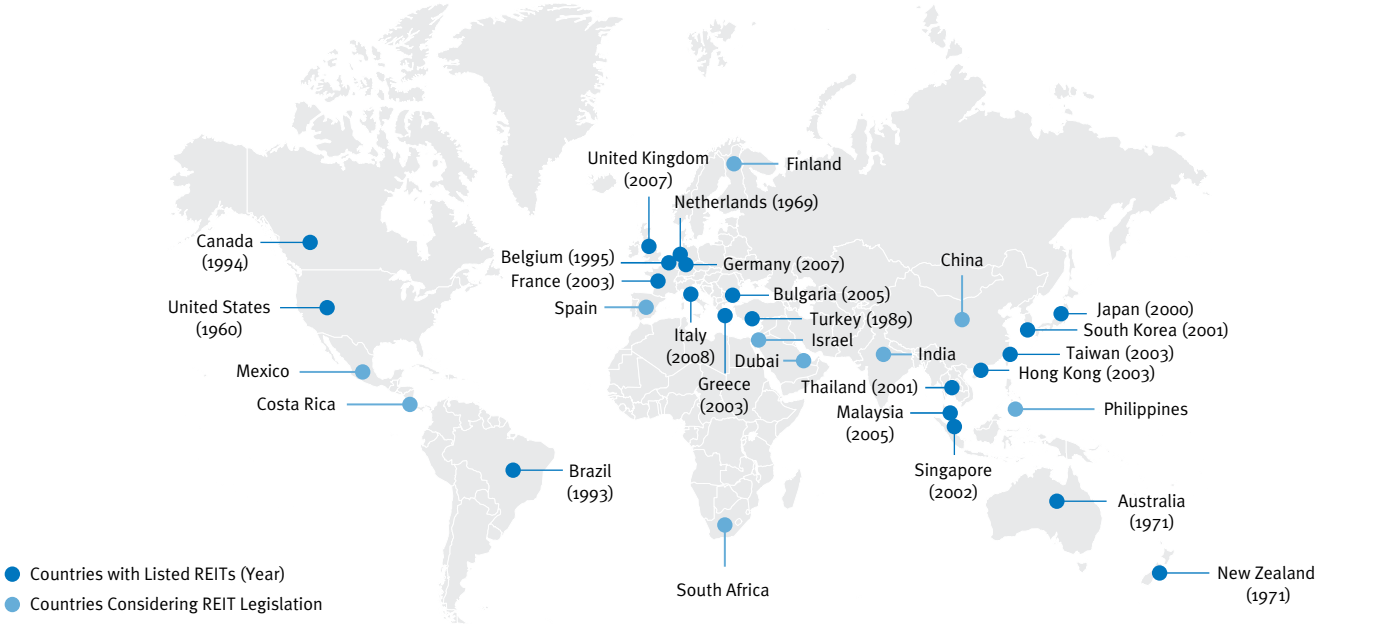 United Kingdom
(2007)
Finland
Netherlands (1969)
Canada
(1994)
Belgium (1995)
Germany (2007)
China
France (2003)
Bulgaria (2005)
United States
(1960)
Spain
Turkey (1989)
Japan (2000)
South Korea (2001)
Italy
(2008)
Israel
Dubai
India
Taiwan (2003)
Hong Kong (2003)
Mexico
Greece
(2003)
Thailand (2001)
Costa Rica
Malaysia
(2005)
Philippines
Brazil
(1993)
Singapore
(2002)
Australia
(1971)
South Africa
New Zealand
(1971)
Countries with Listed REITs (Year)
Countries Considering REIT Legislation